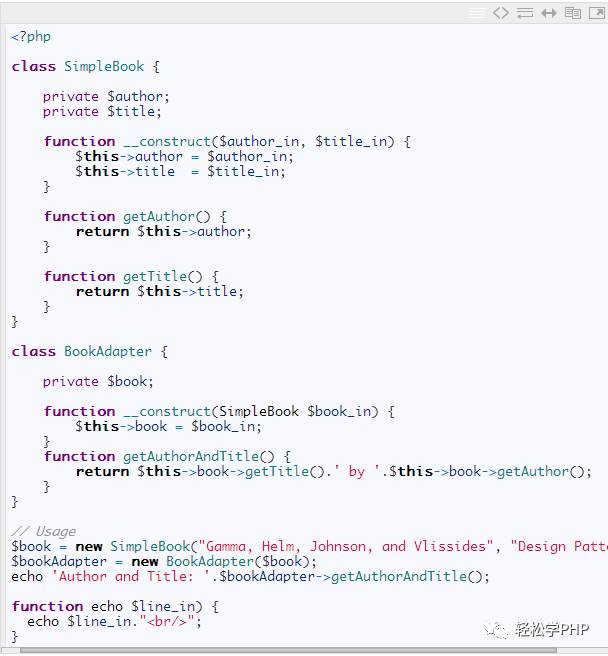 <?php
class SimpleBook {
private $author;
private $title;
function __construct($author_in, $title_in) {
$this->author = $author_in;
$this->title  = $title_in;
}
function getAuthor() {
return $this->author;
}
function getTitle() {
return $this->title;
}
}
class BookAdapter {
private $book;
function __construct(SimpleBook $book_in) {
$this->book = $book_in;
}
function getAuthorAndTitle() {
return $this->book->getTitle().' by '.$this->book->getAuthor();
}
}
// Usage
$book = new SimpleBook("Gamma, Helm, Johnson, and Vlissides", "Design Patt
$bookAdapter = new BookAdapter($book);
echo 'Author and Title: '.$bookAdapter->getAuthorAndTitle();
function echo $line_in) {
echo $line_in."<br/>";
}
轻松学PHP